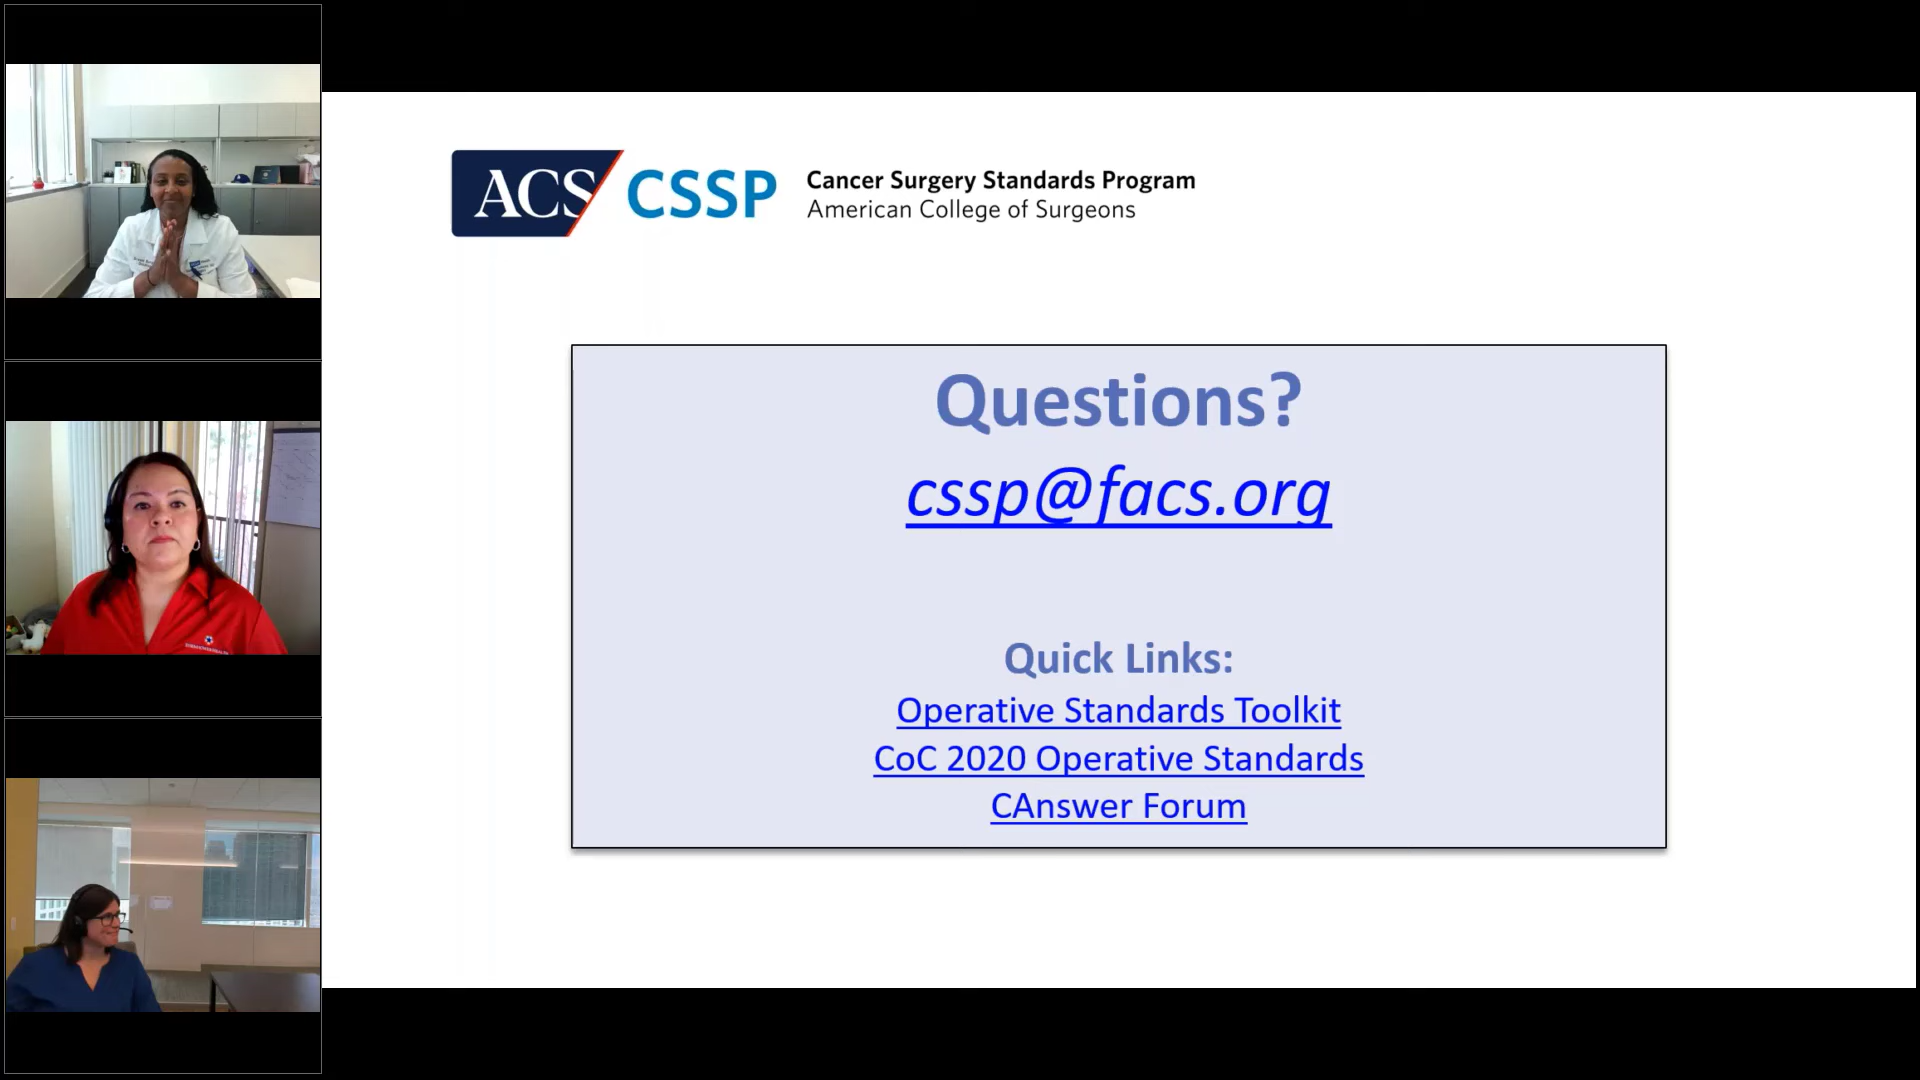 ACS CSSP Cancer Surgery Standards Program
American College of Surgeons
Questions?
cssp@facs.org
Quick Links:
Operative Standards Toolkit
CoC 2020 Operative Standards
CAnswer Forum